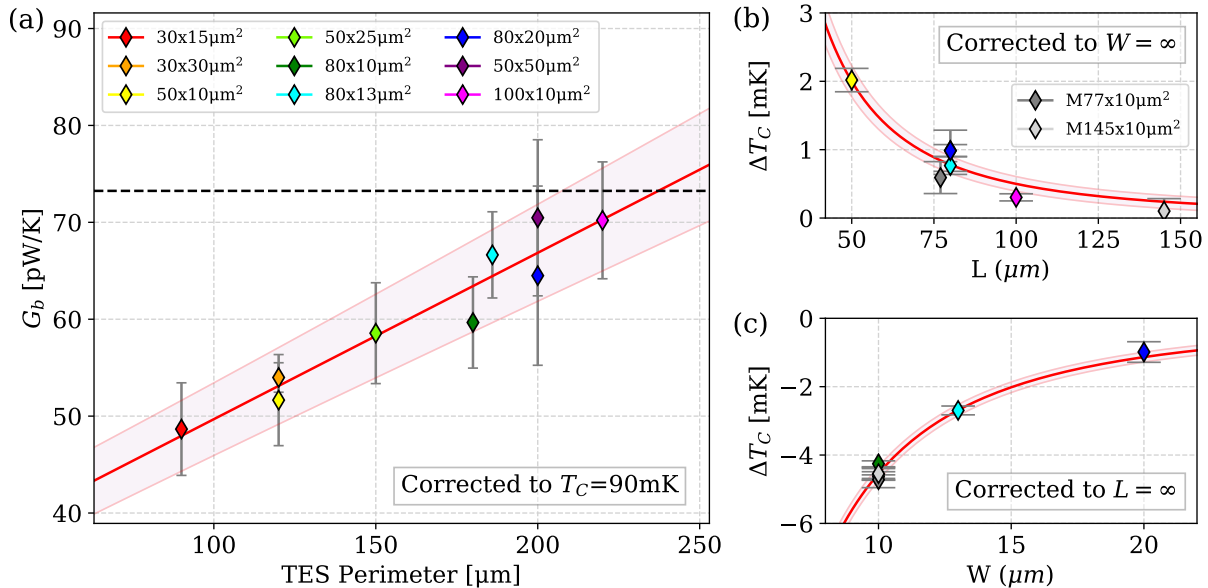 (a)
30x15μm²
30x30μm²
50x10μm²
50x25μm²
80x10μm²
80x13μm²
80x20μm²
50x50μm²
100x10μm²
G_b [pW/K]
90
80
70
60
50
40
Corrected to T_C=90mK
100
150
200
250
TES Perimeter [μm]
(b)
Corrected to W = ∞
M77x10μm²
M145x10μm²
ΔT_C [mK]
3
2
1
0
50
75
100
125
150
L (μm)
(c)
ΔT_C [mK]
0
−2
−4
−6
Corrected to L = ∞
10
15
20
W (μm)